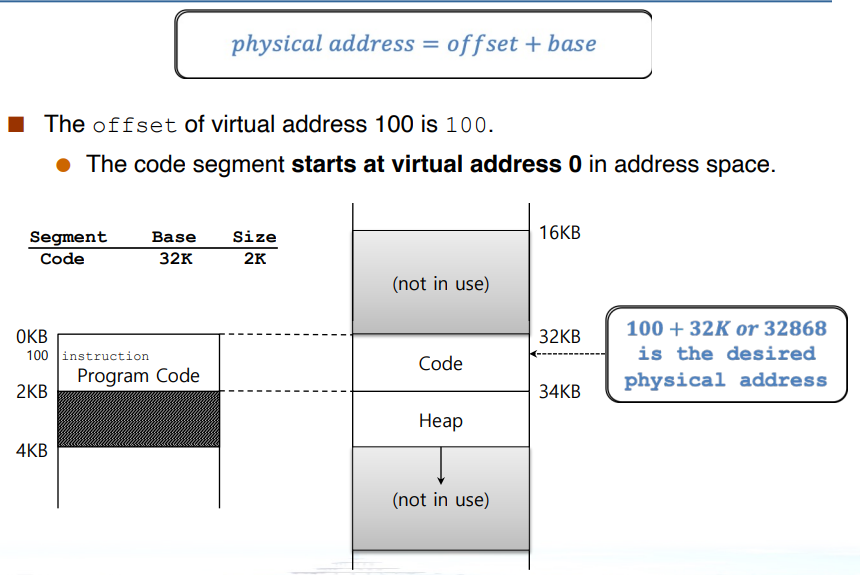 physical address = offset + base
The offset of virtual address 100 is 100.
The code segment starts at virtual address 0 in address space.
Segment Base Size
Code 32K 2K
16KB
(not in use)
0KB
100 instruction
Program Code
2KB
4KB
32KB
Code
34KB
Heap
(not in use)
100 + 32K or 32868
is the desired
physical address